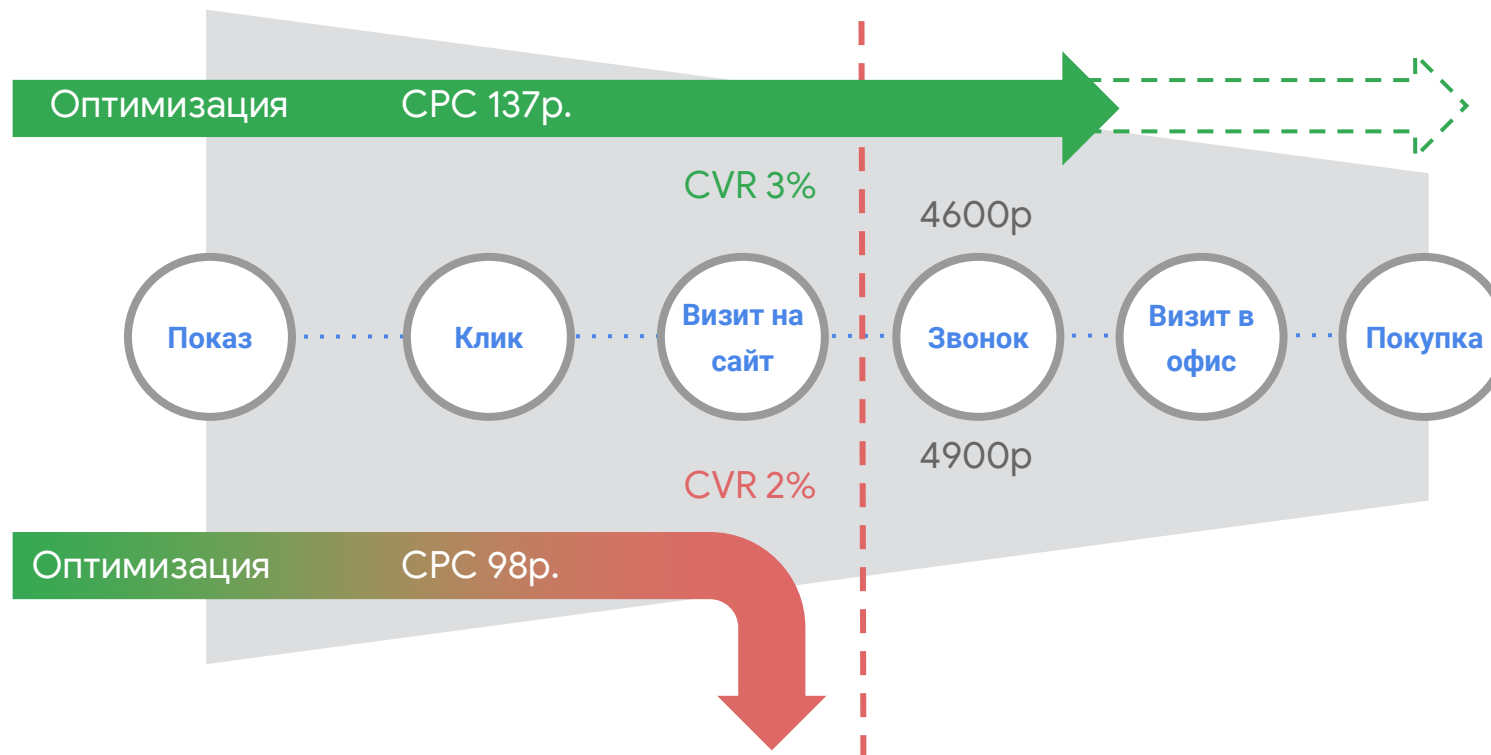 Оптимизация CPC 137р.
CVR 3%
4600р
Показ
Клик
Визит на
сайт
Звонок
Визит в
офис
Покупка
4900р
CVR 2%
Оптимизация CPC 98р.